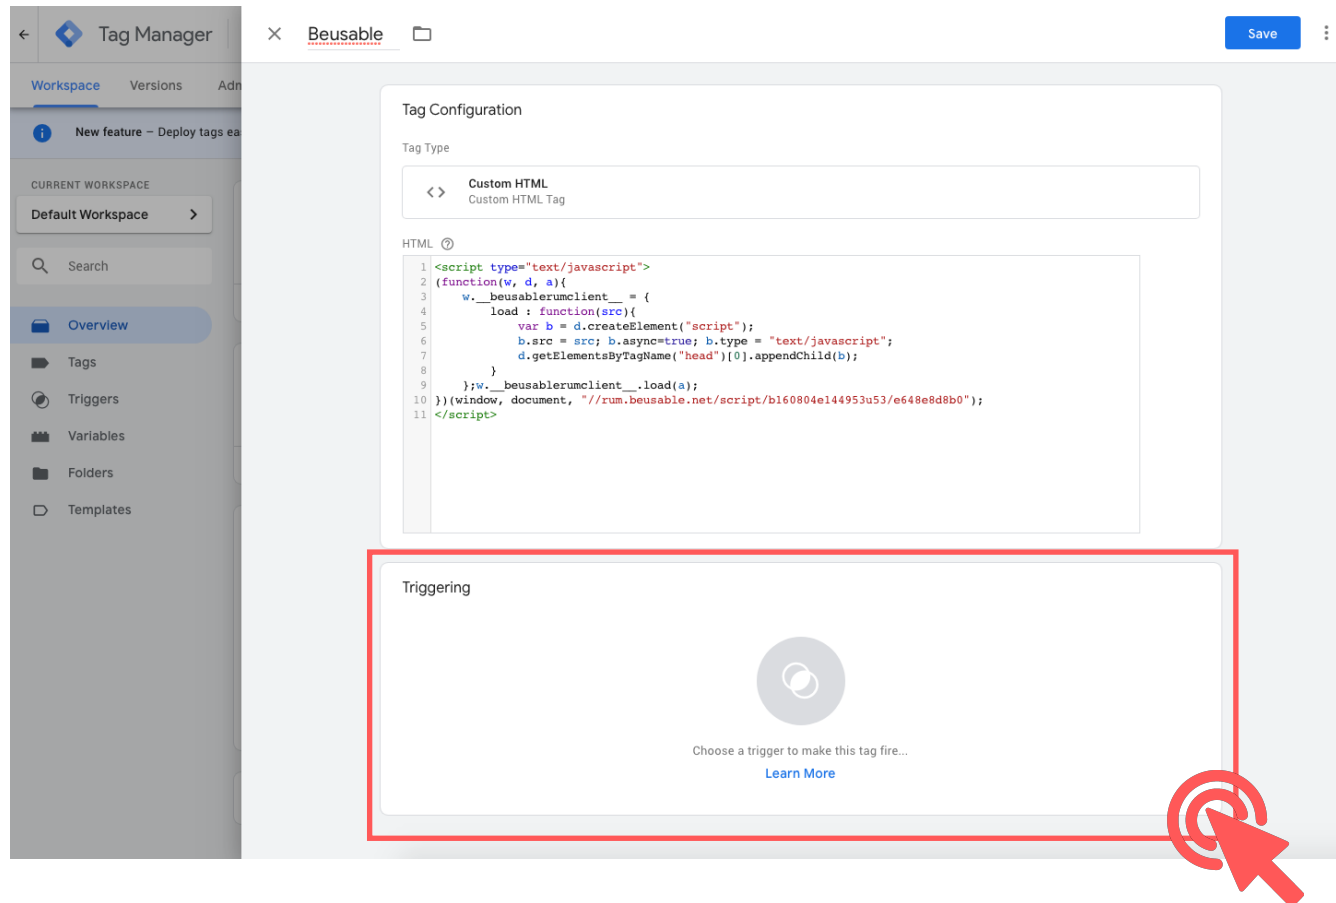 Tag Manager
Beusable
Save
Workspace Versions Adm
New feature – Deploy tags ea
CURRENT WORKSPACE
Default Workspace
Search
Overview
Tags
Triggers
Variables
Folders
Templates
Tag Configuration
Tag Type
Custom HTML
Custom HTML Tag
HTML
1 <script type="text/javascript">
2 (function(w, d, a){
3     w.__beusablerumclient__ = {
4         load : function(src){
5             var b = d.createElement("script");
6             b.src = src; b.async=true; b.type = "text/javascript";
7             d.getElementsByTagName("head")[0].appendChild(b);
8         }
9     };w.__beusablerumclient__.load(a);
10 })(window, document, "//rum.beusable.net/script/b160804e144953u53/e648e8d8b0");
11 </script>
Triggering
Choose a trigger to make this tag fire...
Learn More